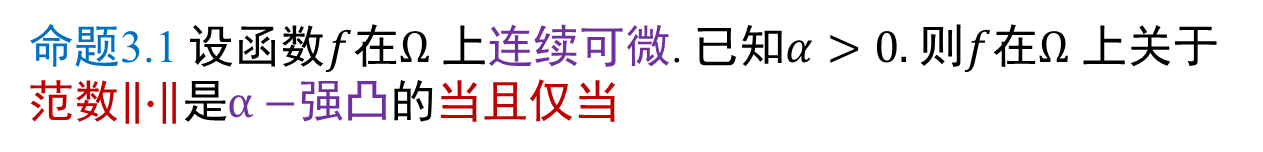 命题3.1 设函数f在Ω 上连续可微. 已知α > 0. 则f在Ω 上关于
范数‖·‖是α −强凸的当且仅当